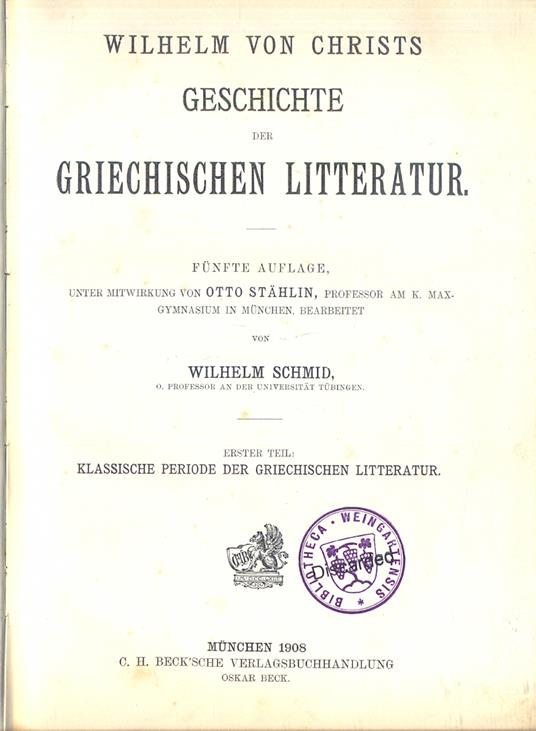 WILHELM VON CHRISTS
GESCHICHTE
DER
GRIECHISCHEN LITTERATUR.
FÜNFTE AUFLAGE,
UNTER MITWIRKUNG VON OTTO STÄHLIN, PROFESSOR AM K. MAX-
GYMNASIUM IN MÜNCHEN, BEARBEITET
VON
WILHELM SCHMID,
O. PROFESSOR AN DER UNIVERSITÄT TÜBINGEN.
ERSTER TEIL:
KLASSISCHE PERIODE DER GRIECHISCHEN LITTERATUR.
BIBLIOTHECA · WEINGARTENSIS *
Discarded
MÜNCHEN 1908
C. H. BECK'SCHE VERLAGSBUCHHANDLUNG
OSKAR BECK.